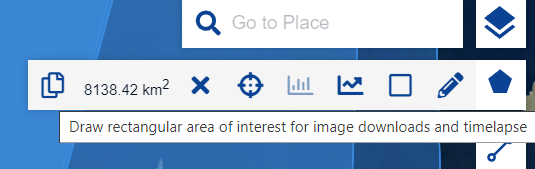 Go to Place
8138.42 km²
Draw rectangular area of interest for image downloads and timelapse